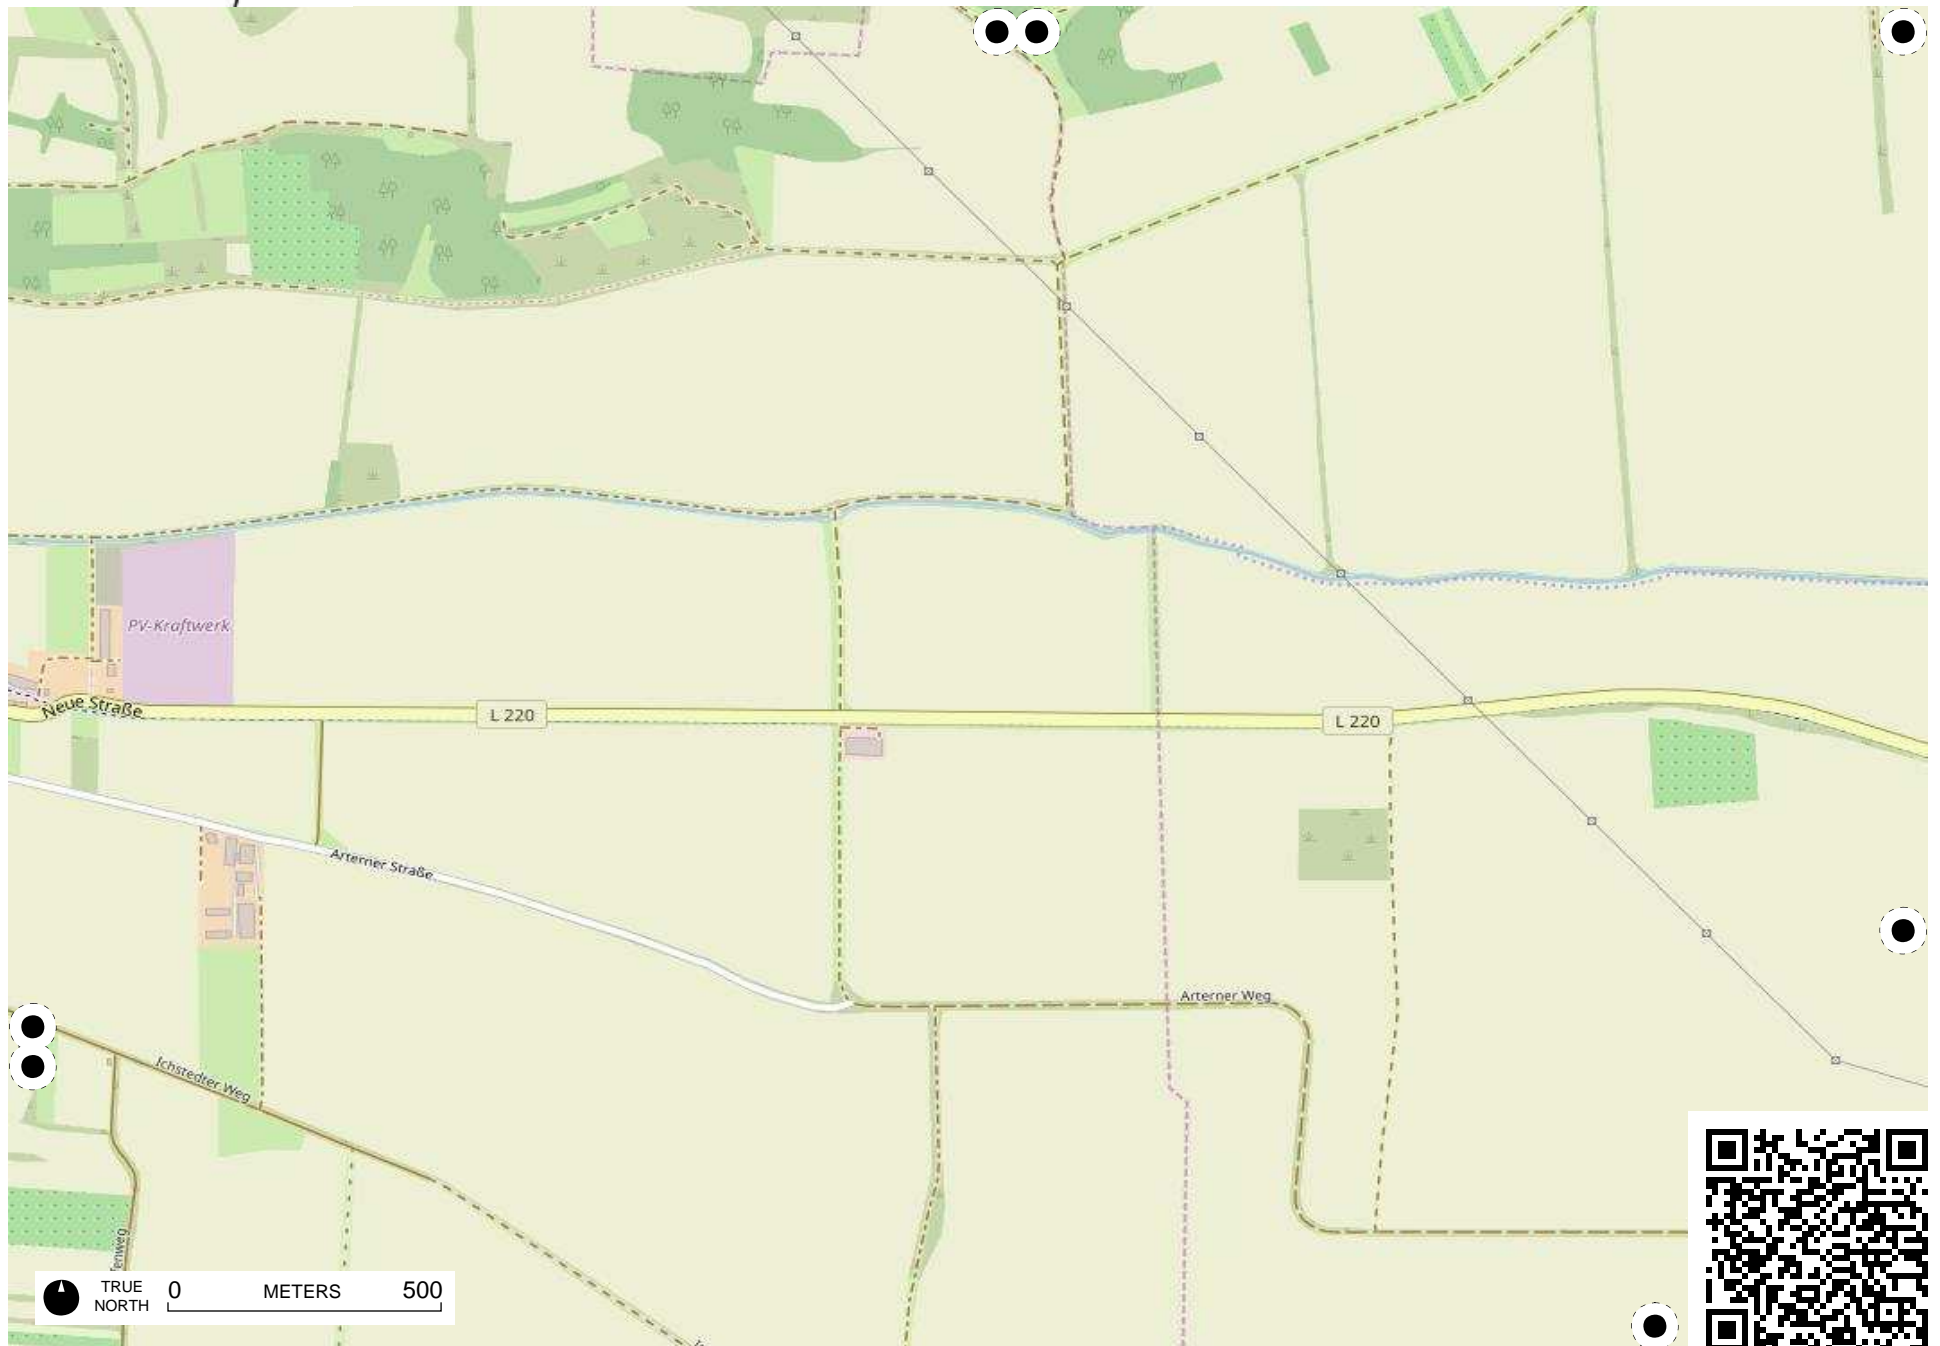 PV-Kraftwerk
Neue Straße
L 220
L 220
Arterner Straße
Arterner Weg
Ichstedter Weg
TRUE
NORTH
0
METERS
500